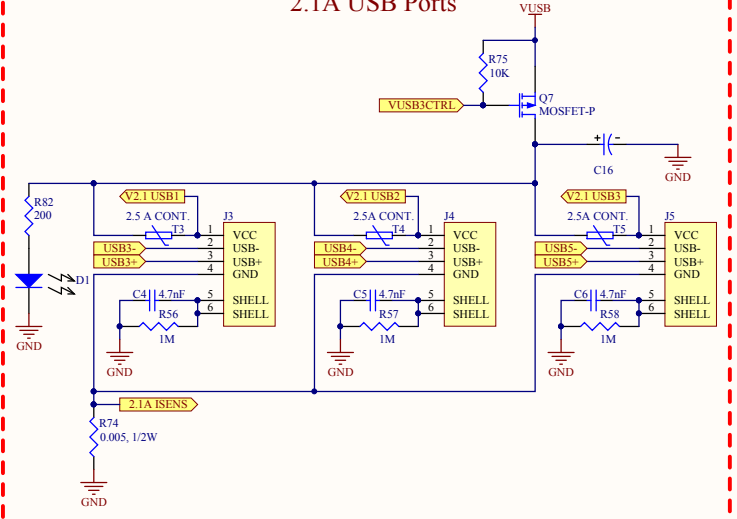 2.1A USB Ports
VUSB
R75
10K
VUSB3CTRL
Q7
MOSFET-P
+ -
C16
GND
R82
200
D1
GND
V2.1 USB1
2.5 A CONT.
T3
J3
USB3-
USB3+
1 VCC
2 USB-
3 USB+
4 GND
5 SHELL
6 SHELL
C4 4.7nF
R56
1M
GND
V2.1 USB2
2.5A CONT.
T4
J4
USB4-
USB4+
1 VCC
2 USB-
3 USB+
4 GND
5 SHELL
6 SHELL
C5 4.7nF
R57
1M
GND
V2.1 USB3
2.5A CONT.
T5
J5
USB5-
USB5+
1 VCC
2 USB-
3 USB+
4 GND
5 SHELL
6 SHELL
C6 4.7nF
R58
1M
GND
2.1A ISENS
R74
0.005, 1/2W
GND